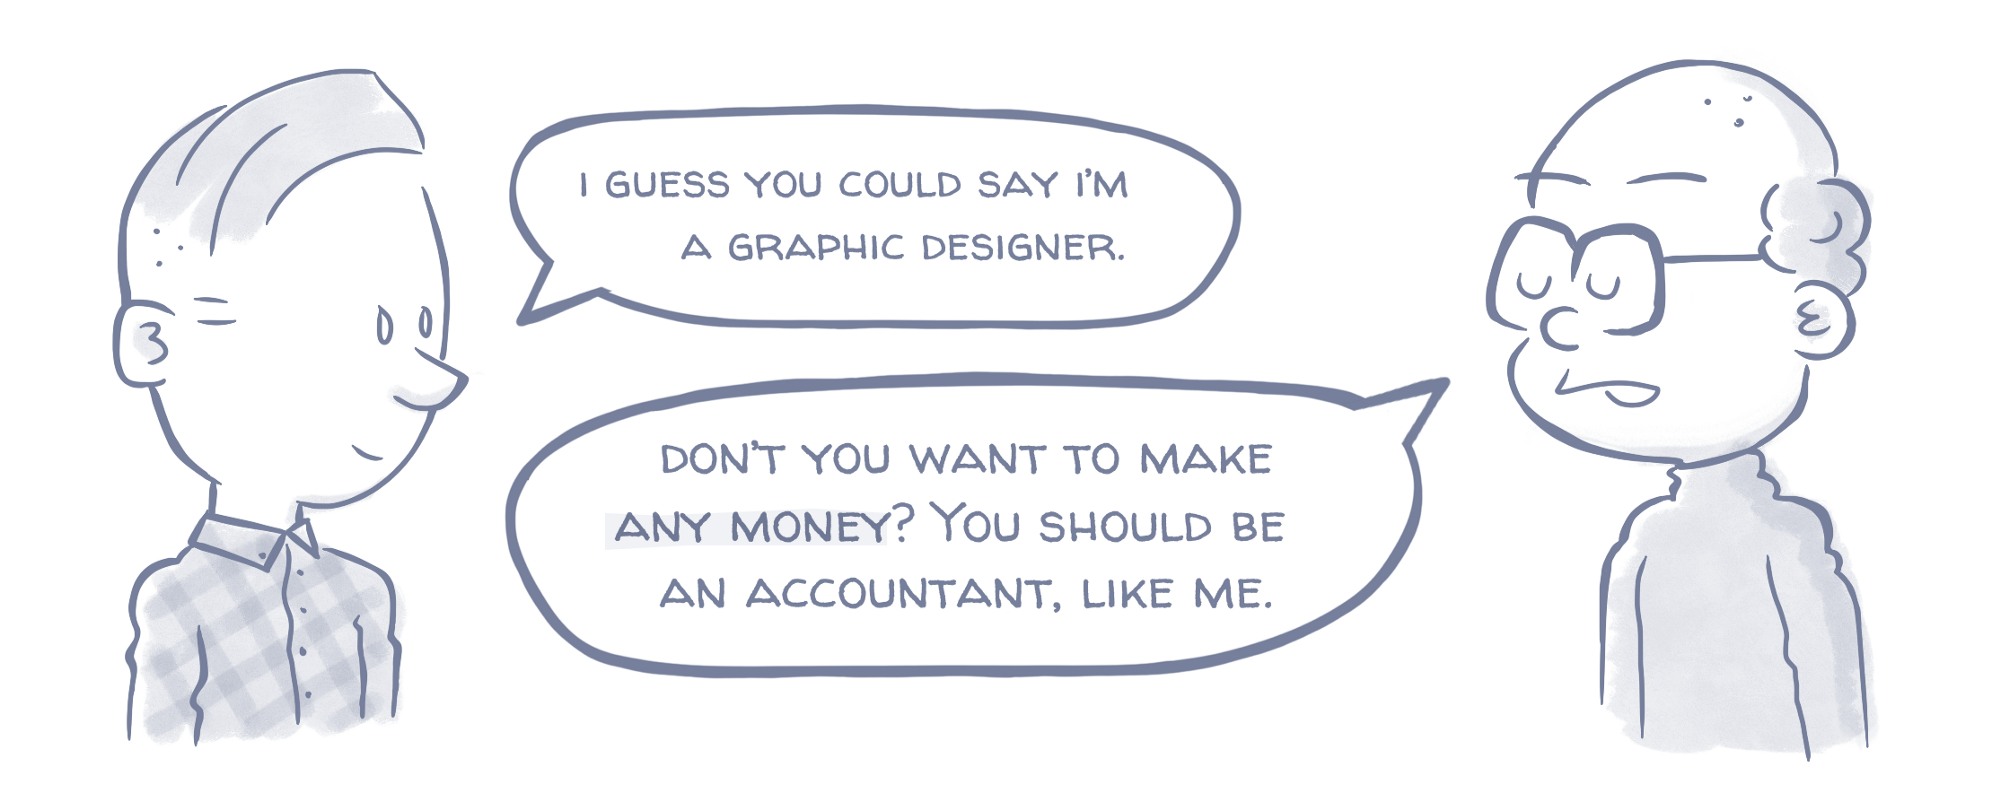 I GUESS YOU COULD SAY I'M
A GRAPHIC DESIGNER.
DON'T YOU WANT TO MAKE
ANY MONEY? YOU SHOULD BE
AN ACCOUNTANT, LIKE ME.